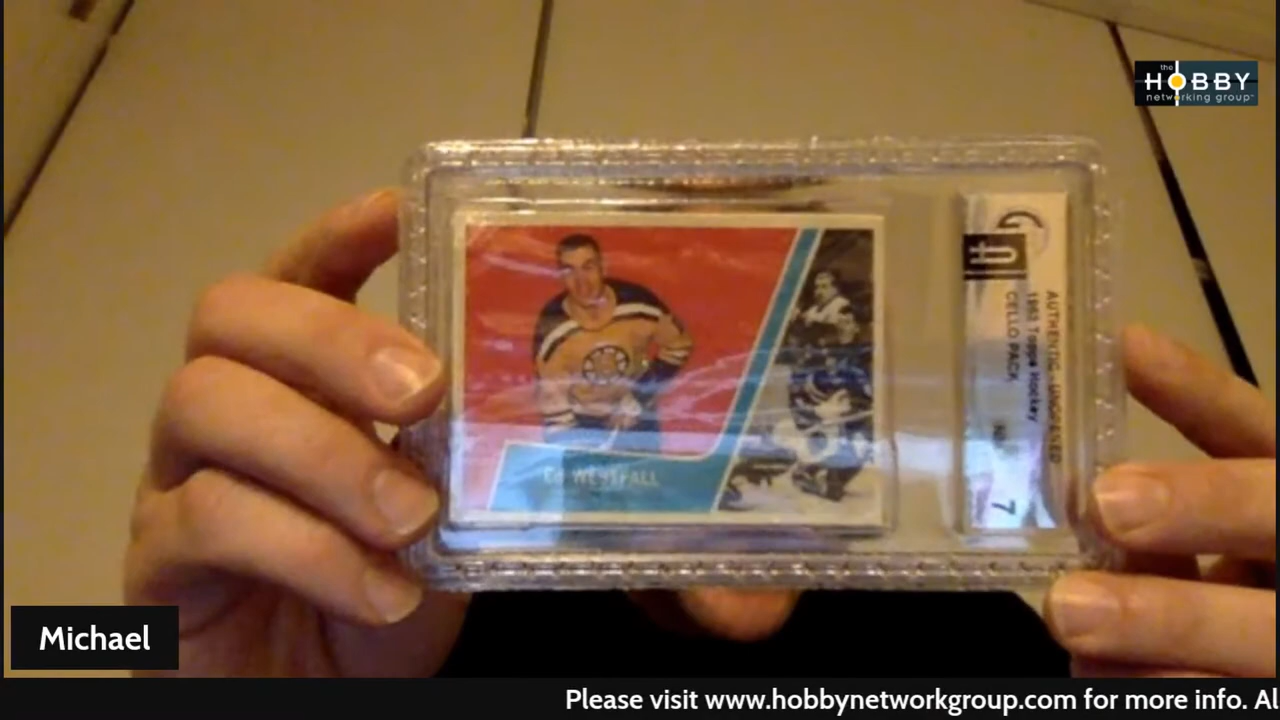 the
HOBBY
networking group
GAI
AUTHENTIC UNOPENED
1963 Topps Hockey
CELLO PACK
7
Ed WESTFALL
Michael
Please visit www.hobbynetworkgroup.com for more info. Al